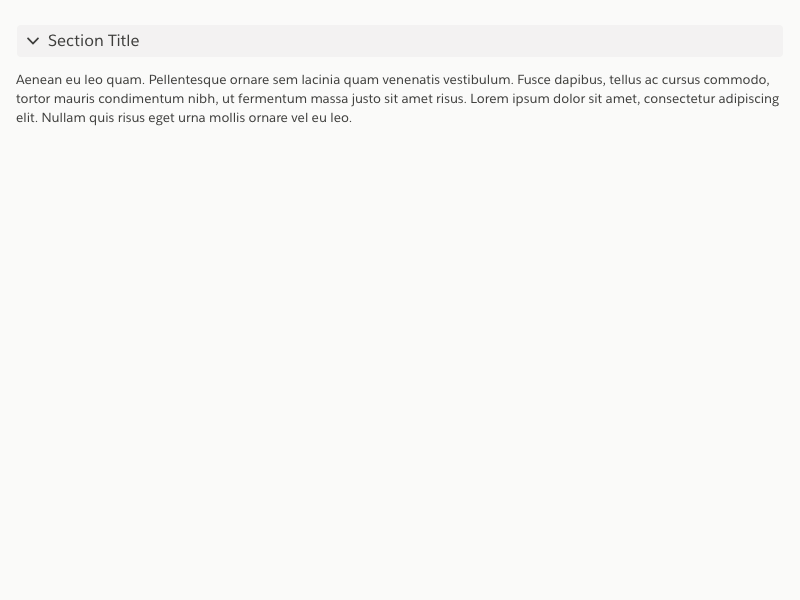 Section Title
Aenean eu leo quam. Pellentesque ornare sem lacinia quam venenatis vestibulum. Fusce dapibus, tellus ac cursus commodo,
tortor mauris condimentum nibh, ut fermentum massa justo sit amet risus. Lorem ipsum dolor sit amet, consectetur adipiscing
elit. Nullam quis risus eget urna mollis ornare vel eu leo.